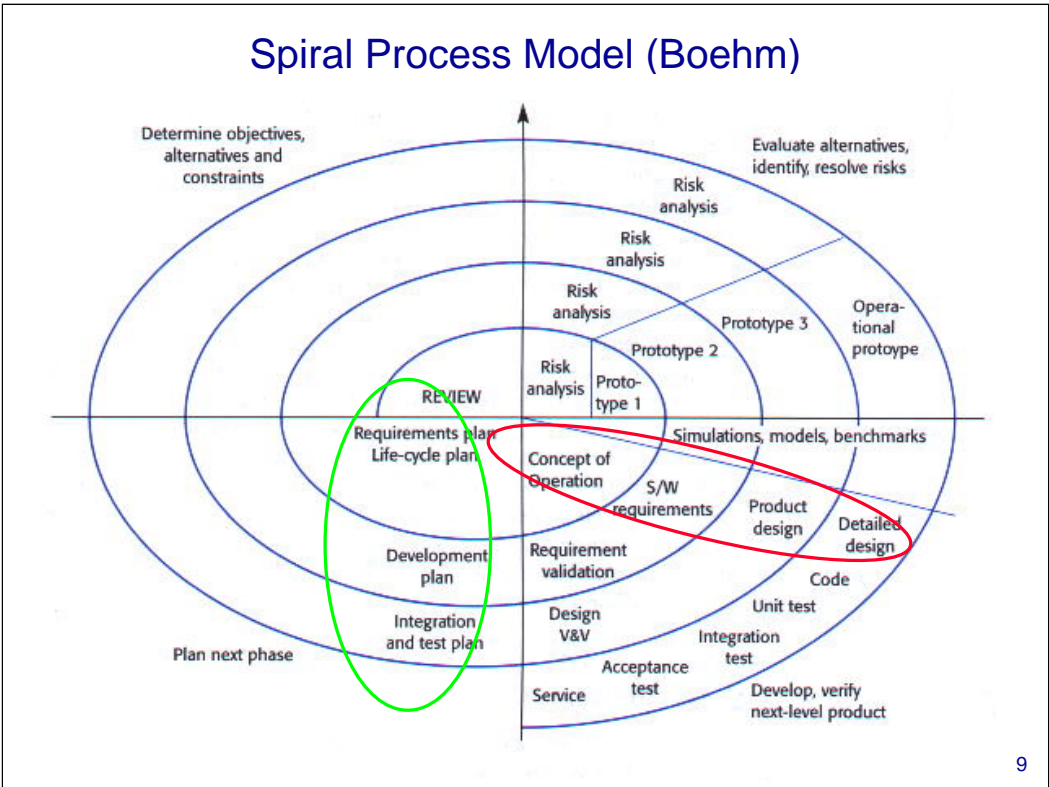 Spiral Process Model (Boehm)
Determine objectives,
alternatives and
constraints
Evaluate alternatives,
identify, resolve risks
Risk
analysis
Risk
analysis
Risk
analysis
Risk
analysis
Proto-
type 1
Prototype 2
Prototype 3
Opera-
tional
protoype
REVIEW
Requirements plan
Life-cycle plan
Development
plan
Integration
and test plan
Plan next phase
Simulations, models, benchmarks
Concept of
Operation
S/W
requirements
Product
design
Detailed
design
Requirement
validation
Design
V&V
Code
Unit test
Integration
test
Acceptance
test
Service
Develop, verify
next-level product
9